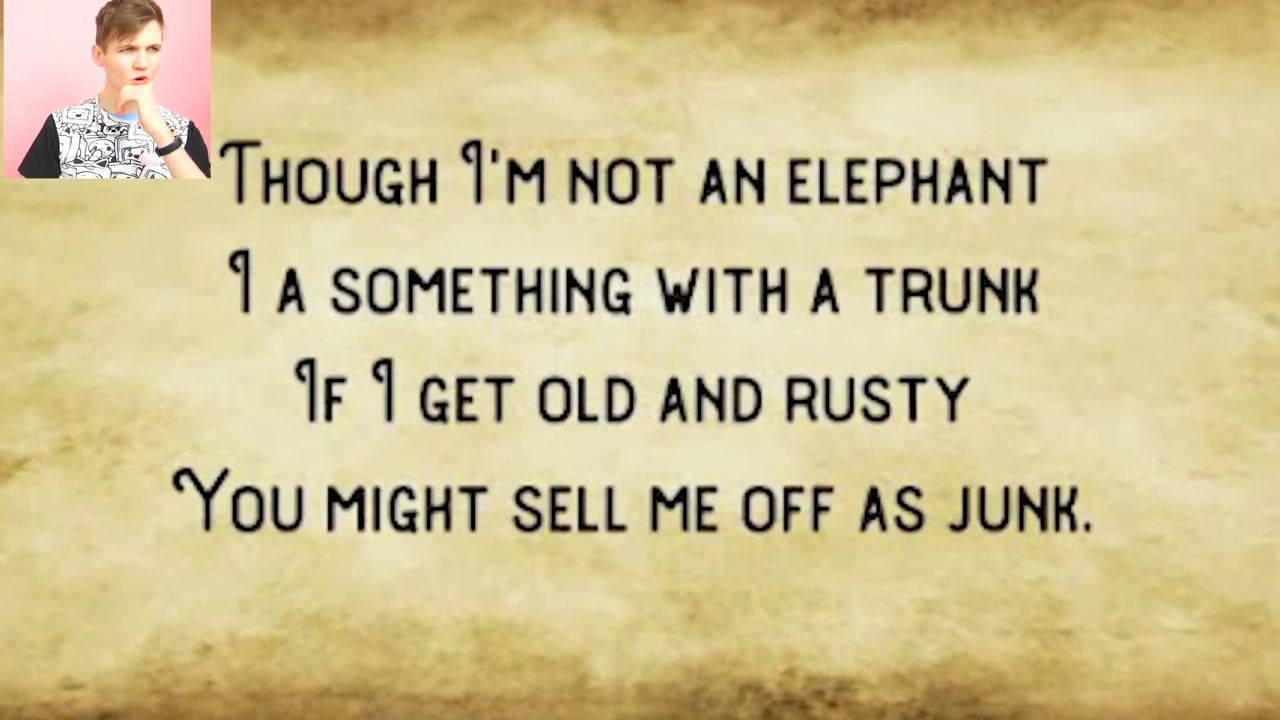 Though I'm not an elephant
I a something with a trunk
If I get old and rusty
You might sell me off as junk.